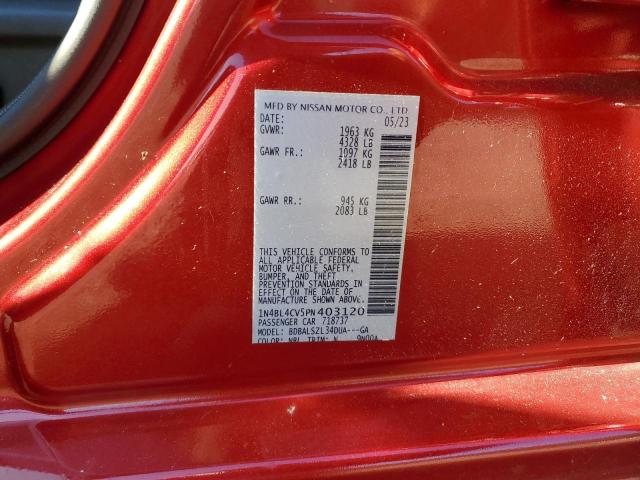 MFD BY NISSAN MOTOR CO., LTD
DATE: 05/23
GVWR: 1963 KG
4328 LB
GAWR FR.: 1097 KG
2418 LB
GAWR RR.: 945 KG
2083 LB
THIS VEHICLE CONFORMS TO
ALL APPLICABLE FEDERAL
MOTOR VEHICLE SAFETY,
BUMPER, AND THEFT
PREVENTION STANDARDS IN
EFFECT ON THE DATE OF
MANUFACTURE SHOWN ABOVE.
1N4BL4CV5PN403120
PASSENGER CAR 718737
MODEL: BDBALSZL34DUA---GA
COLOR: NBL TRIM: N